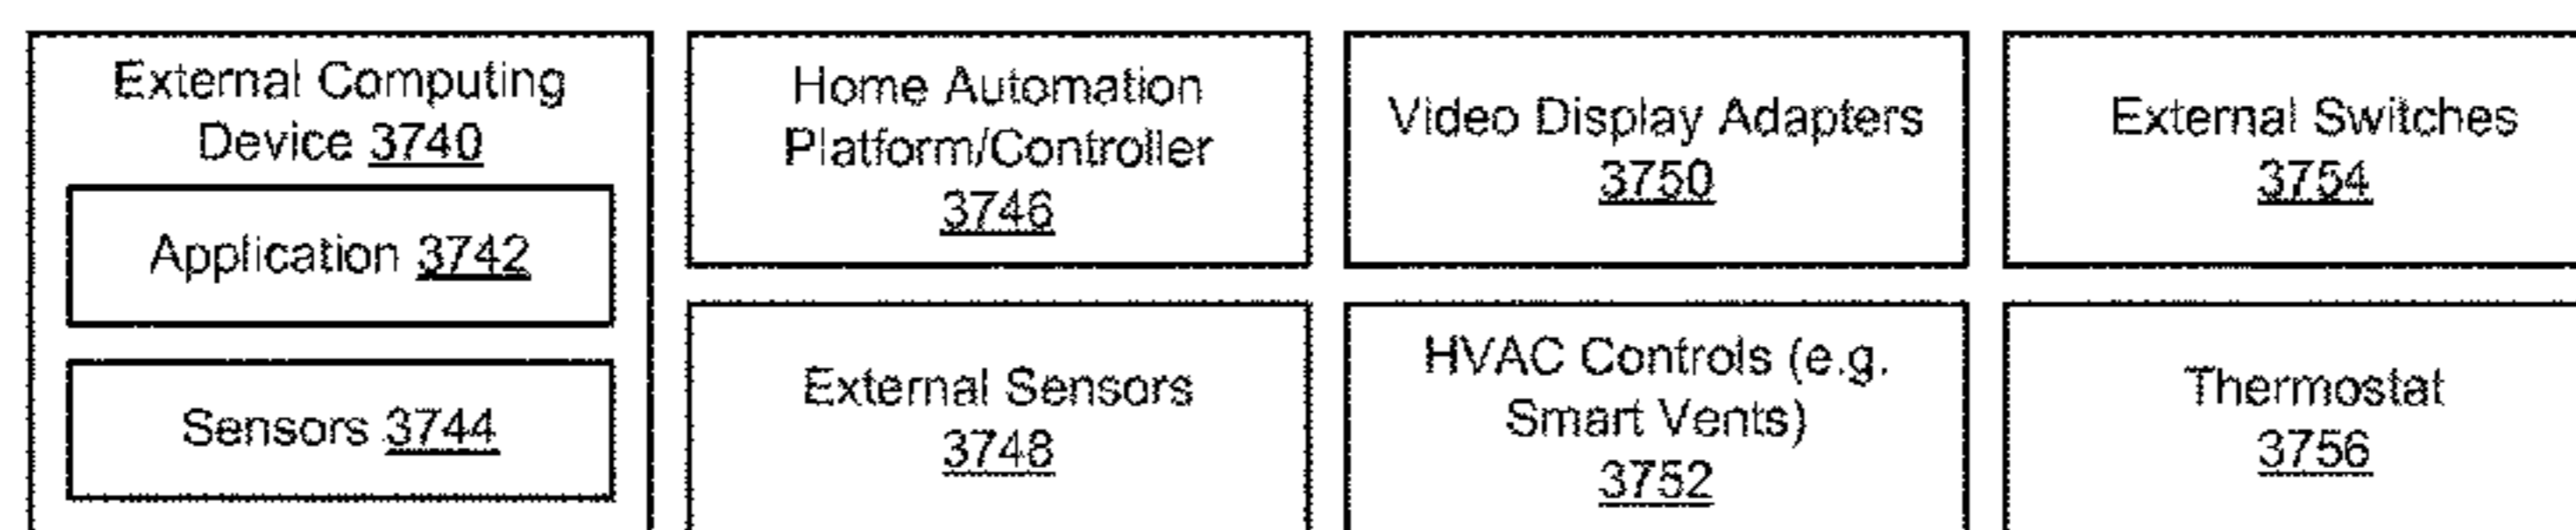 External Computing
Device 3740
Application 3742
Sensors 3744
Home Automation
Platform/Controller
3746
External Sensors
3748
Video Display Adapters
3750
HVAC Controls (e.g.
Smart Vents)
3752
External Switches
3754
Thermostat
3756